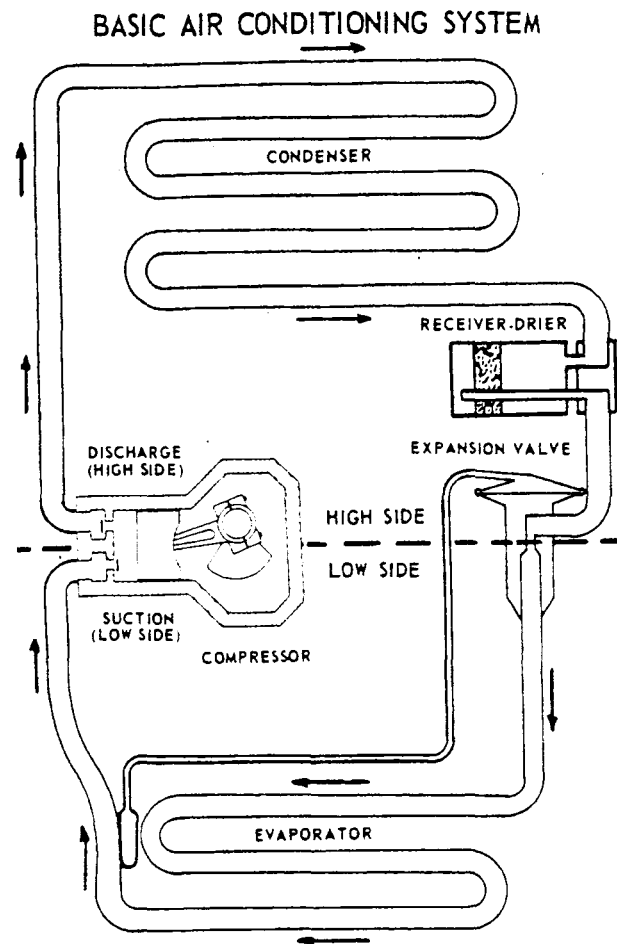 BASIC AIR CONDITIONING SYSTEM
CONDENSER
RECEIVER-DRIER
DISCHARGE
(HIGH SIDE)
EXPANSION VALVE
HIGH SIDE
LOW SIDE
SUCTION
(LOW SIDE)
COMPRESSOR
EVAPORATOR